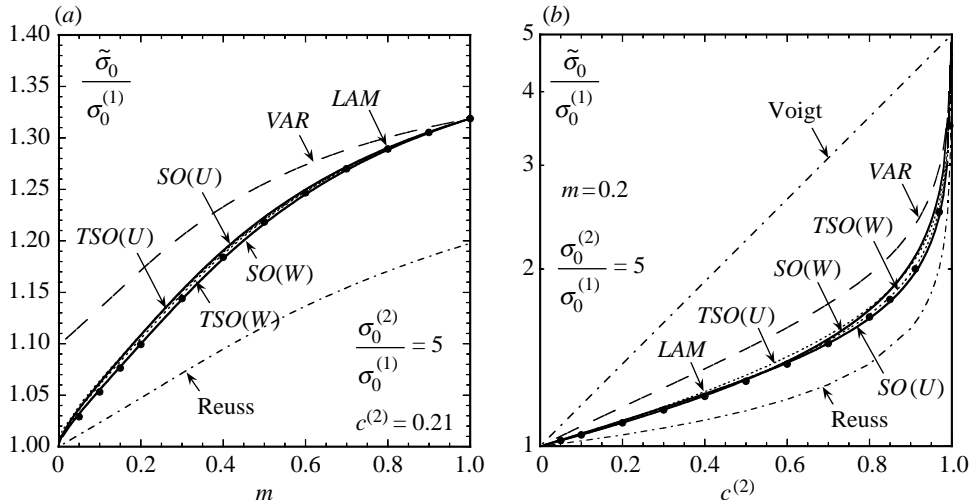 (a)
1.40
1.35
1.30
1.25
1.20
1.15
1.10
1.05
1.00
σ̃₀
σ₀⁽¹⁾
VAR
LAM
SO(U)
TSO(U)
SO(W)
TSO(W)
Reuss
σ₀⁽²⁾
σ₀⁽¹⁾
=5
c⁽²⁾ = 0.21
0
0.2
0.4
0.6
0.8
1.0
m
(b)
5
4
3
2
1
σ̃₀
σ₀⁽¹⁾
Voigt
m=0.2
VAR
σ₀⁽²⁾
σ₀⁽¹⁾
=5
TSO(W)
SO(W)
TSO(U)
LAM
SO(U)
Reuss
0
0.2
0.4
0.6
0.8
1.0
c⁽²⁾